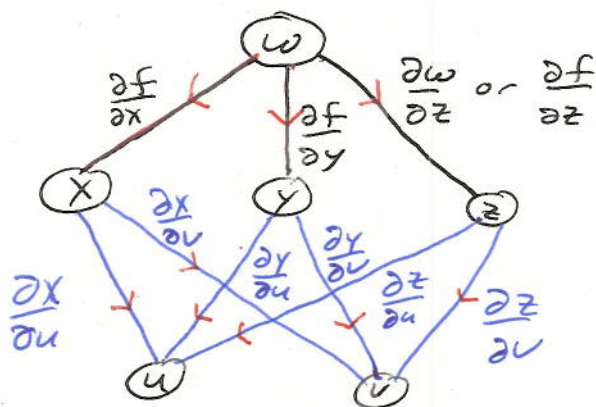 w
∂f/∂x
∂f/∂y
∂w/∂z or ∂f/∂z
x
y
z
∂x/∂u
∂x/∂v
∂y/∂u
∂y/∂v
∂z/∂u
∂z/∂v
u
v